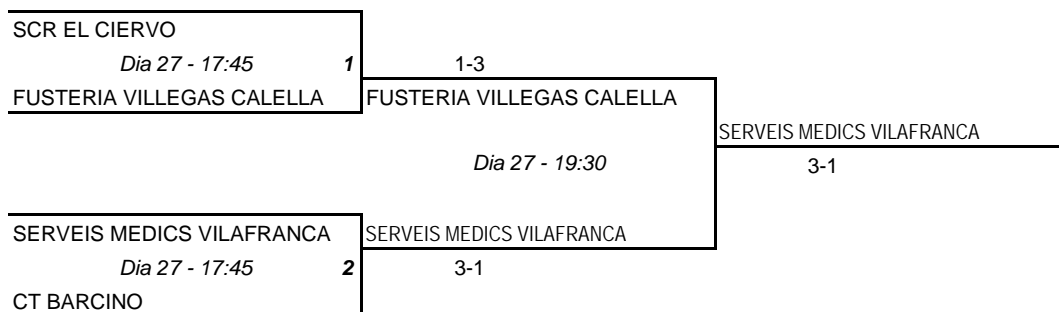 SCR EL CIERVO
Dia 27 - 17:45 1 1-3
FUSTERIA VILLEGAS CALELLA FUSTERIA VILLEGAS CALELLA
SERVEIS MEDICS VILAFRANCA
Dia 27 - 19:30 3-1
SERVEIS MEDICS VILAFRANCA SERVEIS MEDICS VILAFRANCA
Dia 27 - 17:45 2 3-1
CT BARCINO